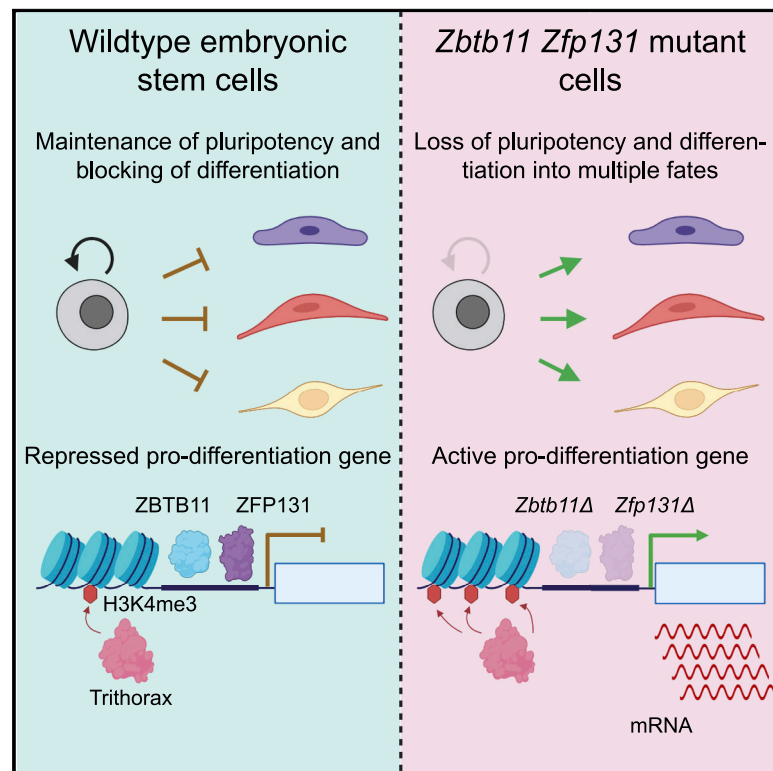 Wildtype embryonic
stem cells
Maintenance of pluripotency and
blocking of differentiation
Repressed pro-differentiation gene
ZBTB11 ZFP131
H3K4me3
Trithorax
Zbtb11 Zfp131 mutant
cells
Loss of pluripotency and differen-
tiation into multiple fates
Active pro-differentiation gene
Zbtb11Δ Zfp131Δ
mRNA